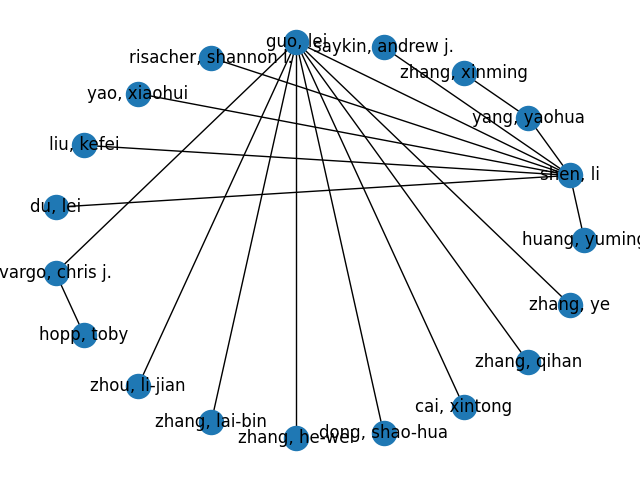 guo, lei
saykin, andrew j.
risacher, shannon l.
zhang, xinming
yao, xiaohui
yang, yaohua
liu, kefei
shen, li
du, lei
huang, yuming
vargo, chris j.
zhang, ye
hopp, toby
zhang, qihan
zhou, li-jian
cai, xintong
zhang, lai-bin
dong, shao-hua
zhang, he-wei